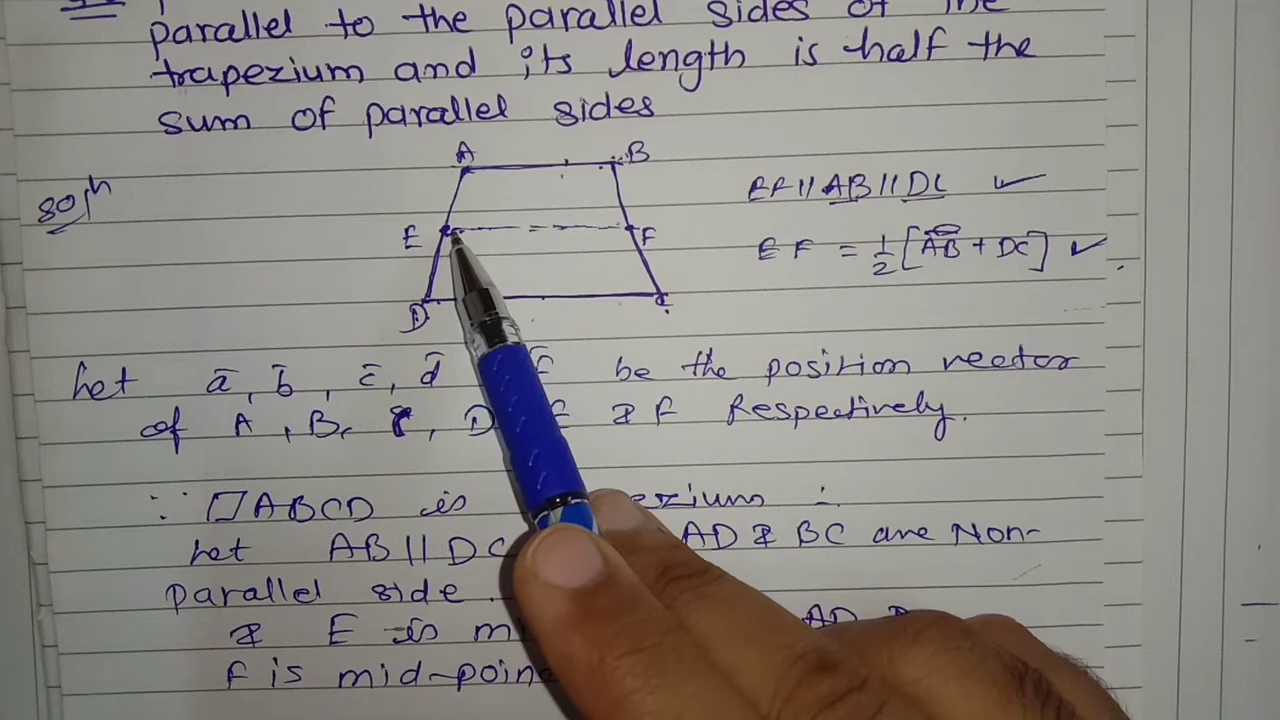 parallel to the parallel sides of the
trapezium and its length is half the
sum of parallel sides
Soln
A
B
E
F
D
C
EF || AB || DC ✓
EF = 1/2 [AB + DC] ✓
Let ā, b̄, c̄, d̄ be the position vector
of A, B, C, D & F Respectively.
∵ □ABCD is
Let AB || DC AD & BC are Non-
parallel side.
& E is AD
F is mid-point